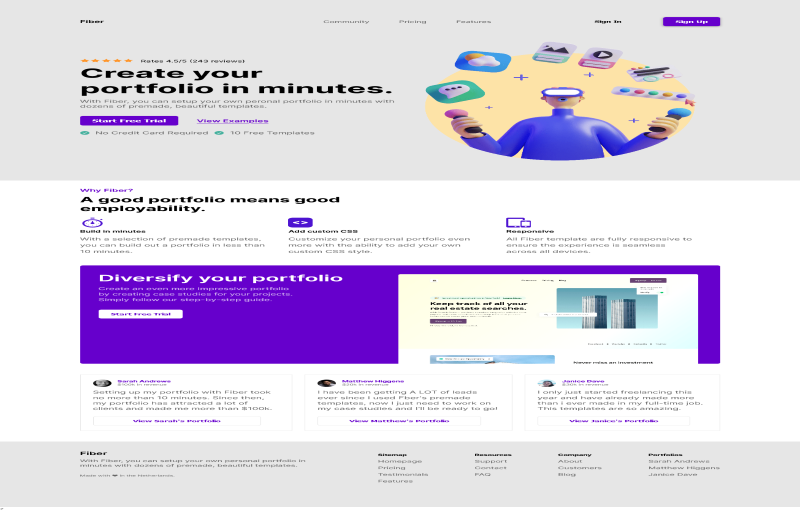 Fiber
Community
Pricing
Features
Sign In
Sign Up
Rates 4.5/5 (243 reviews)
Create your
portfolio in minutes.
With Fiber, you can setup your own peronal portfolio in minutes with
dozens of premade, beautiful templates.
Start Free Trial
View Examples
No Credit Card Required
10 Free Templates
Why Fiber?
A good portfolio means good
employability.
Build in minutes
With a selection of premade templates,
you can build out a portfolio in less than
10 minutes.
Add custom CSS
Customize your personal portfolio even
more with the ability to add your own
custom CSS style.
Responsive
All Fiber template are fully responsive to
ensure the experience is seamless
across all devices.
Diversify your portfolio
Create an even more impressive portfolio
by creating case studies for your projects.
Simply follow our step-by-step guide.
Start Free Trial
Keep track of all your
real estate searches.
Never miss an investment
Sarah Andrews
$100k in revenue
Setting up my portfolio with Fiber took
no more than 10 minutes. Since then,
my portfolio has attracted a lot of
clients and made me more than $100k.
View Sarah's Portfolio
Matthew Higgens
$20k in revenue
I have been getting A LOT of leads
ever since I used Fber's premade
templates, now I just need to work on
my case studies and I'll be ready to go!
View Matthew's Portfolio
Janice Dave
$30k in revenue
I only just started freelancing this
year and have already made more
than I ever made in my full-time job.
This templates are so amazing.
View Janice's Portfolio
Fiber
With Fiber, you can setup your own personal portfolio in
minutes with dozens of premade, beautiful templates.
Made with ❤ in the Netherlands.
Sitemap
Homepage
Pricing
Testimonials
Features
Resources
Support
Contact
FAQ
Company
About
Customers
Blog
Portfolios
Sarah Andrews
Matthew Higgens
Janice Dave